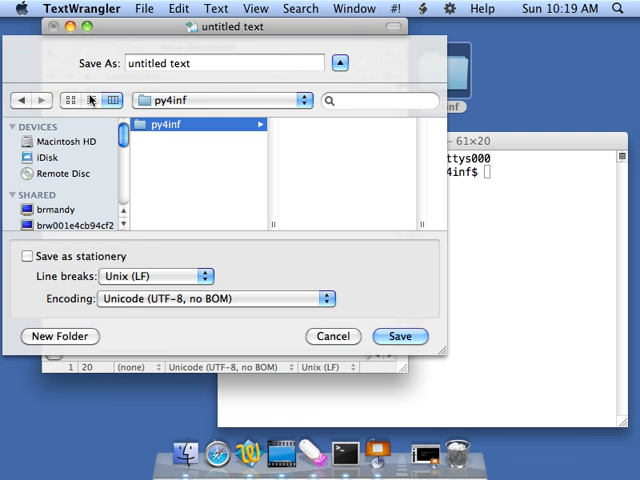 TextWrangler File Edit Text View Search Window #! Sun 10:19 AM
untitled text
Save As: untitled text
py4inf
nf
DEVICES
Macintosh HD
iDisk
Remote Disc
SHARED
brmandy
brw001e4cb94cf2
py4inf
— 61×20
ttys000
4inf$
Save as stationery
Line breaks: Unix (LF)
Encoding: Unicode (UTF-8, no BOM)
New Folder Cancel Save
1 20 (none) Unicode (UTF-8, no BOM) Unix (LF)